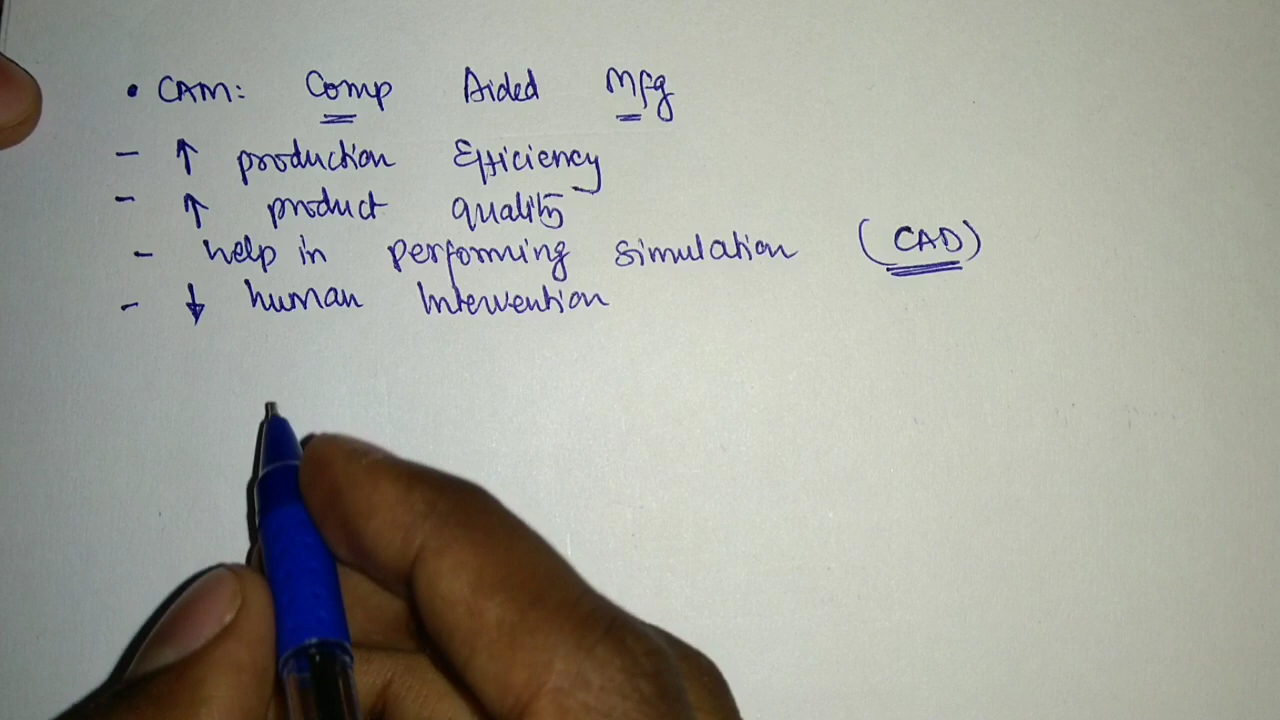 • CAM: Comp Aided Mfg
- ↑ production Efficiency
- ↑ product quality
- help in performing simulation (CAD)
- ↓ human Intervention